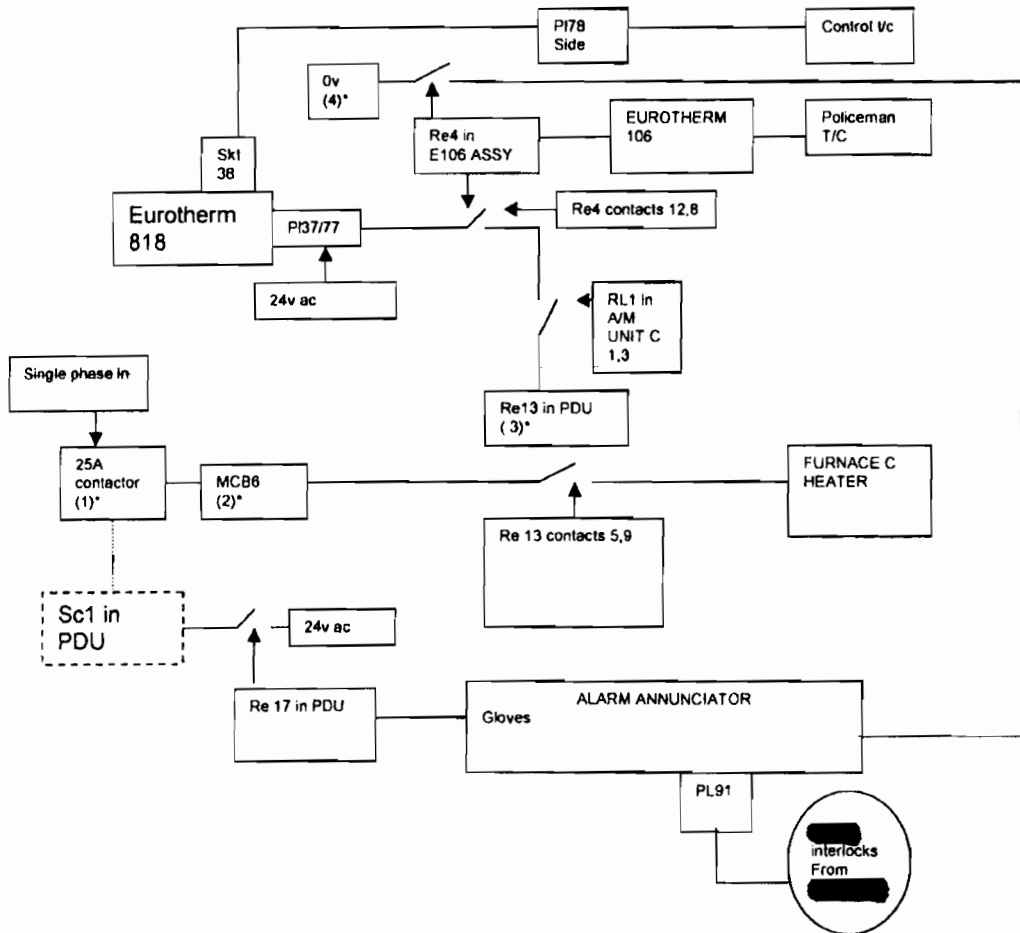 PI78
Side
Control t/c
0v
(4)*
Re4 in
E106 ASSY
EUROTHERM
106
Policeman
T/C
Skt
38
Eurotherm
818
PI37/77
Re4 contacts 12,8
24v ac
RL1 in
A/M
UNIT C
1,3
Single phase in
Re13 in PDU
( 3)*
25A
contactor
(1)*
MCB6
(2)*
FURNACE C
HEATER
Re 13 contacts 5,9
Sc1 in
PDU
24v ac
Re 17 in PDU
ALARM ANNUNCIATOR
Gloves
PL91
interlocks
From